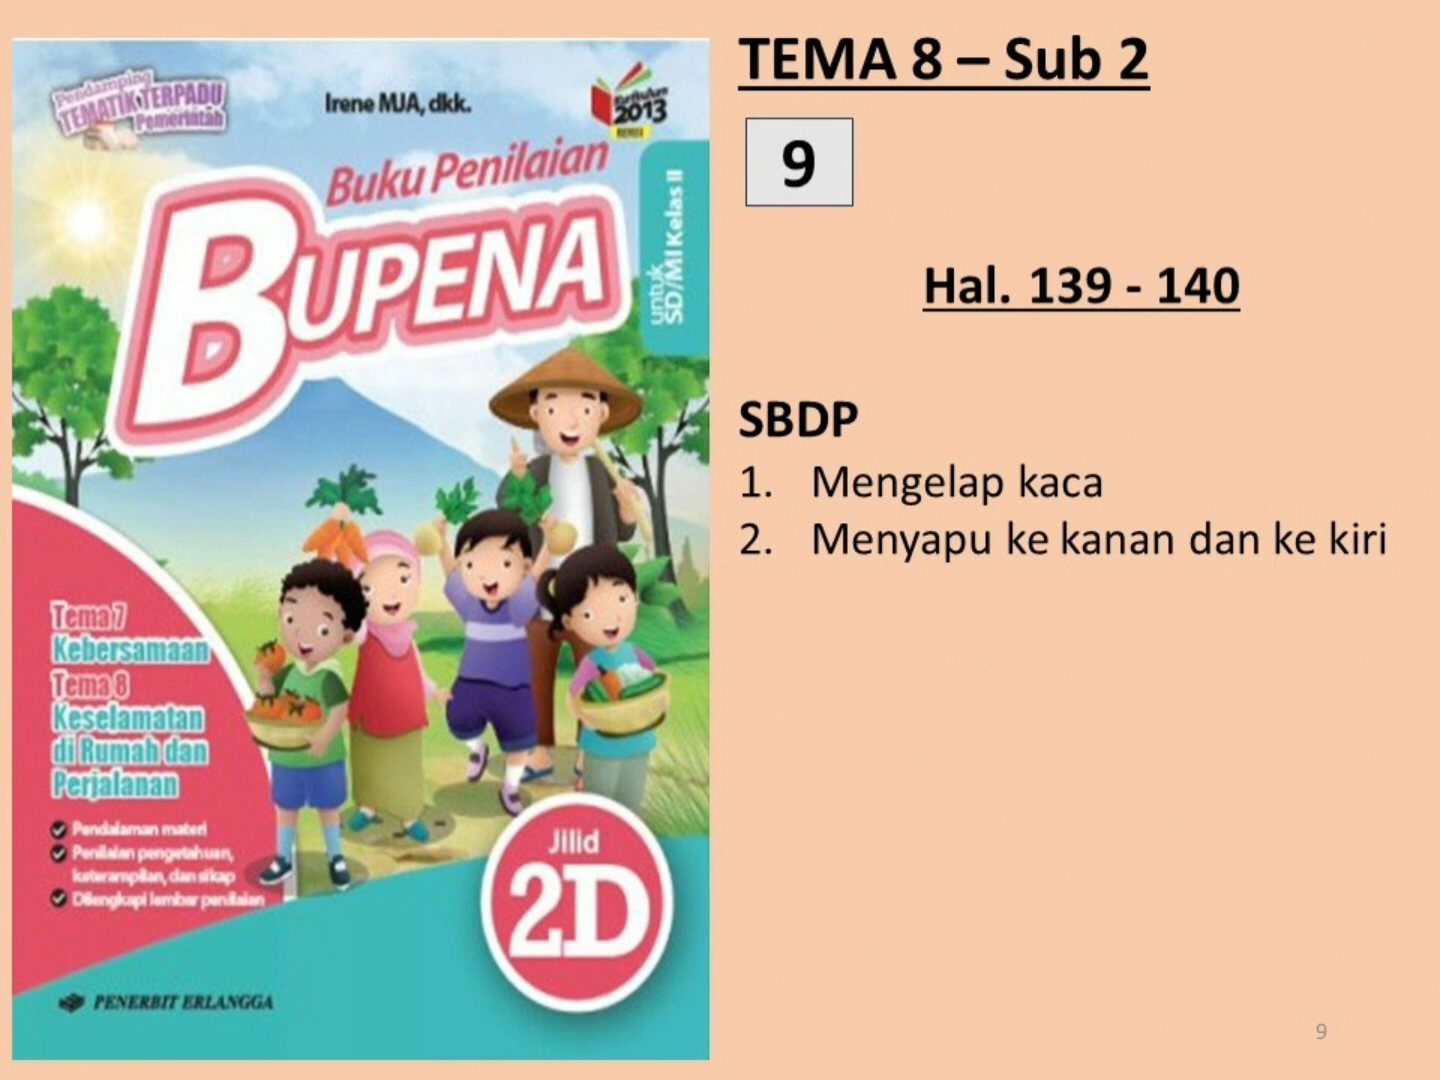 Pendamping
TEMATIK TERPADU
Pemerintah
Irene MJA, dkk.
Kurikulum
2013
REVISI
Buku Penilaian
BUPENA
untuk
SD/MI Kelas II
Tema 7
Kebersamaan
Tema 8
Keselamatan
di Rumah dan
Perjalanan
Pendalaman materi
Penilaian pengetahuan,
keterampilan, dan sikap
Dilengkapi lembar penilaian
Jilid
2D
PENERBIT ERLANGGA
TEMA 8 – Sub 2
9
Hal. 139 - 140
SBDP
1. Mengelap kaca
2. Menyapu ke kanan dan ke kiri
9